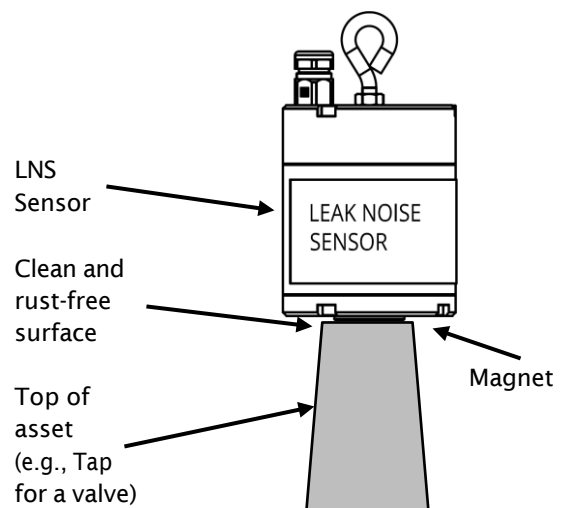 LNS
Sensor
LEAK NOISE
SENSOR
Clean and
rust-free
surface
Magnet
Top of
asset
(e.g., Tap
for a valve)